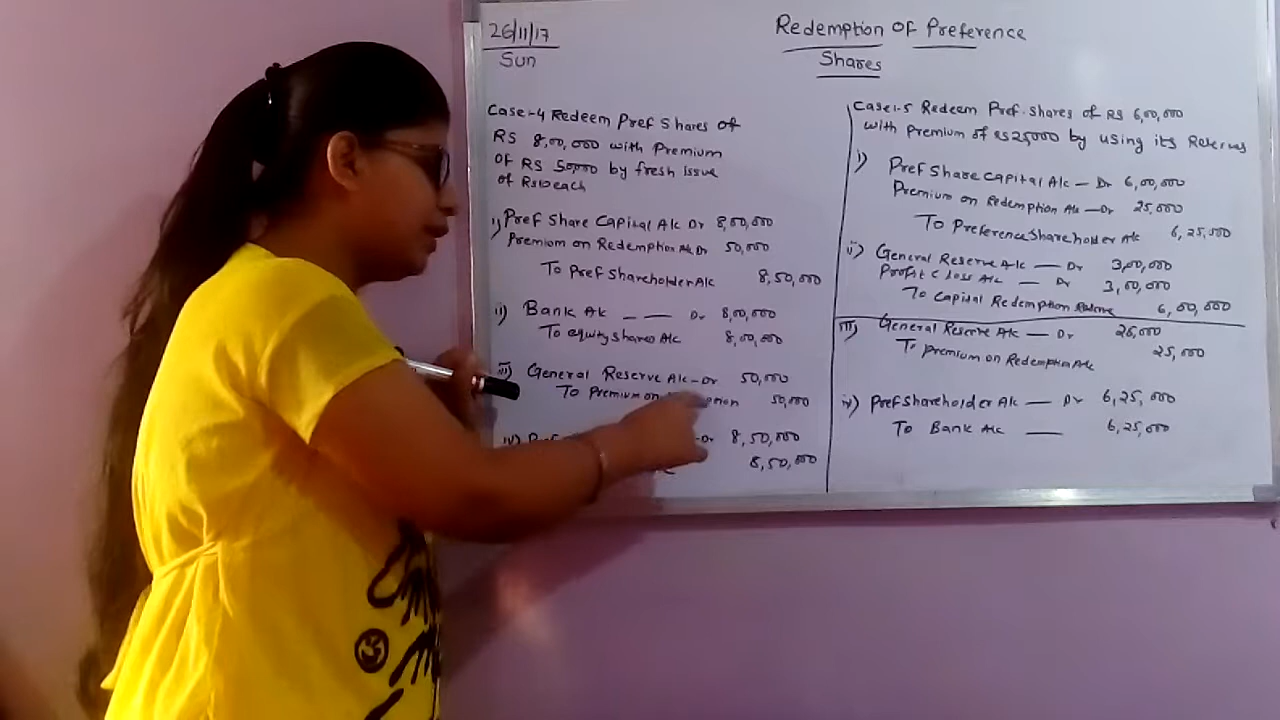 26/11/17
Sun
Redemption Of Preference
Shares
Case:-4 Redeem Pref Shares of
RS 8,00,000 with Premium
Of RS 50,000 by fresh issue
of Rs10each
i) Pref Share Capital A/c Dr 8,00,000
Premium on Redemption A/c Dr 50,000
To Pref Shareholder A/c 8,50,000
ii) Bank A/c — — Dr 8,00,000
To equity shares A/c 8,00,000
iii) General Reserve A/c - Dr 50,000
To Premium on 50,000
iv) -Dr 8,50,000
8,50,000
Case:-5 Redeem Pref. Shares of RS 6,00,000
with Premium of RS 25,000 by using its Reserves
i) Pref Share Capital A/c — Dr 6,00,000
Premium on Redemption A/c — Dr 25,000
To Preference Shareholder A/c 6,25,000
ii) General Reserve A/c — Dr 3,00,000
Profit & loss A/c — Dr 3,00,000
To Capital Redemption Reserve 6,00,000
iii) General Reserve A/c — Dr 25,000
To Premium on Redemption A/c 25,000
iv) Pref Shareholder A/c — Dr 6,25,000
To Bank A/c — 6,25,000